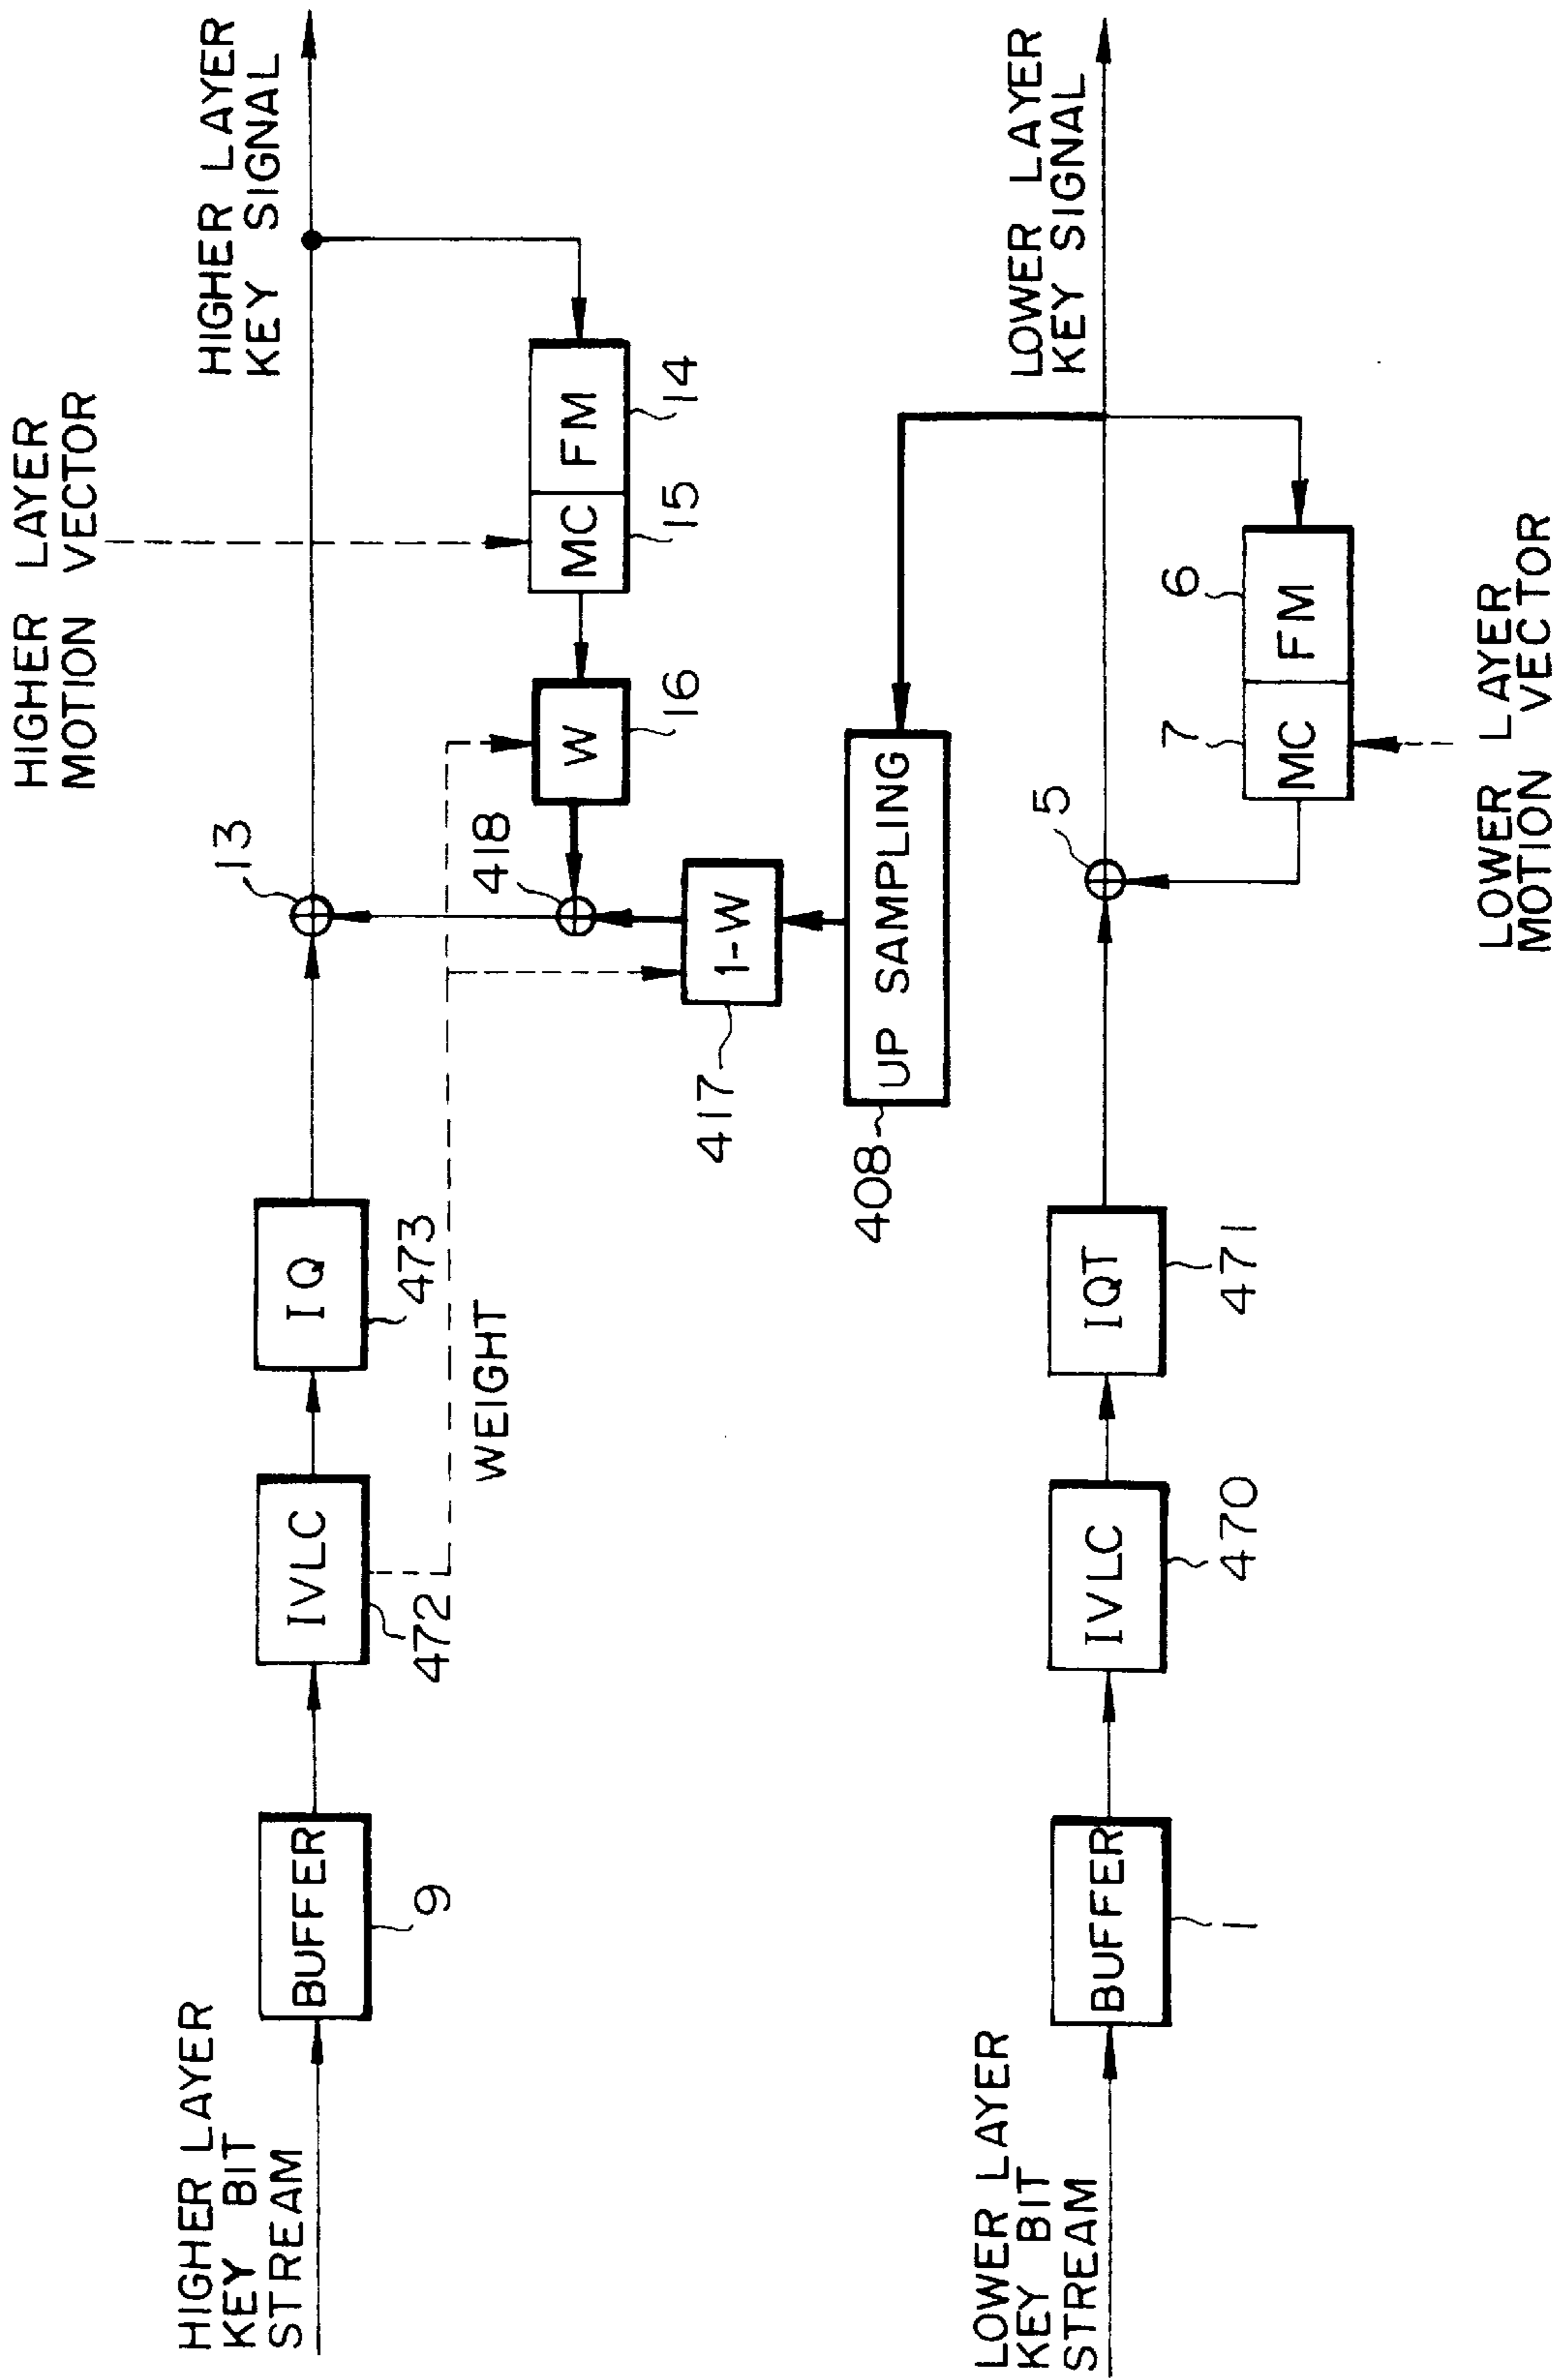 HIGHER LAYER
MOTION VECTOR
HIGHER LAYER
KEY SIGNAL
HIGHER LAYER
KEY BIT
STREAM
BUFFER
9
IVLC
472
IQ
473
WEIGHT
13
418
W
16
MC
15
FM
14
1-W
417
UP SAMPLING
408
LOWER LAYER
KEY SIGNAL
LOWER LAYER
KEY BIT
STREAM
BUFFER
1
IVLC
470
IQT
471
5
MC
7
FM
6
LOWER LAYER
MOTION VECTOR